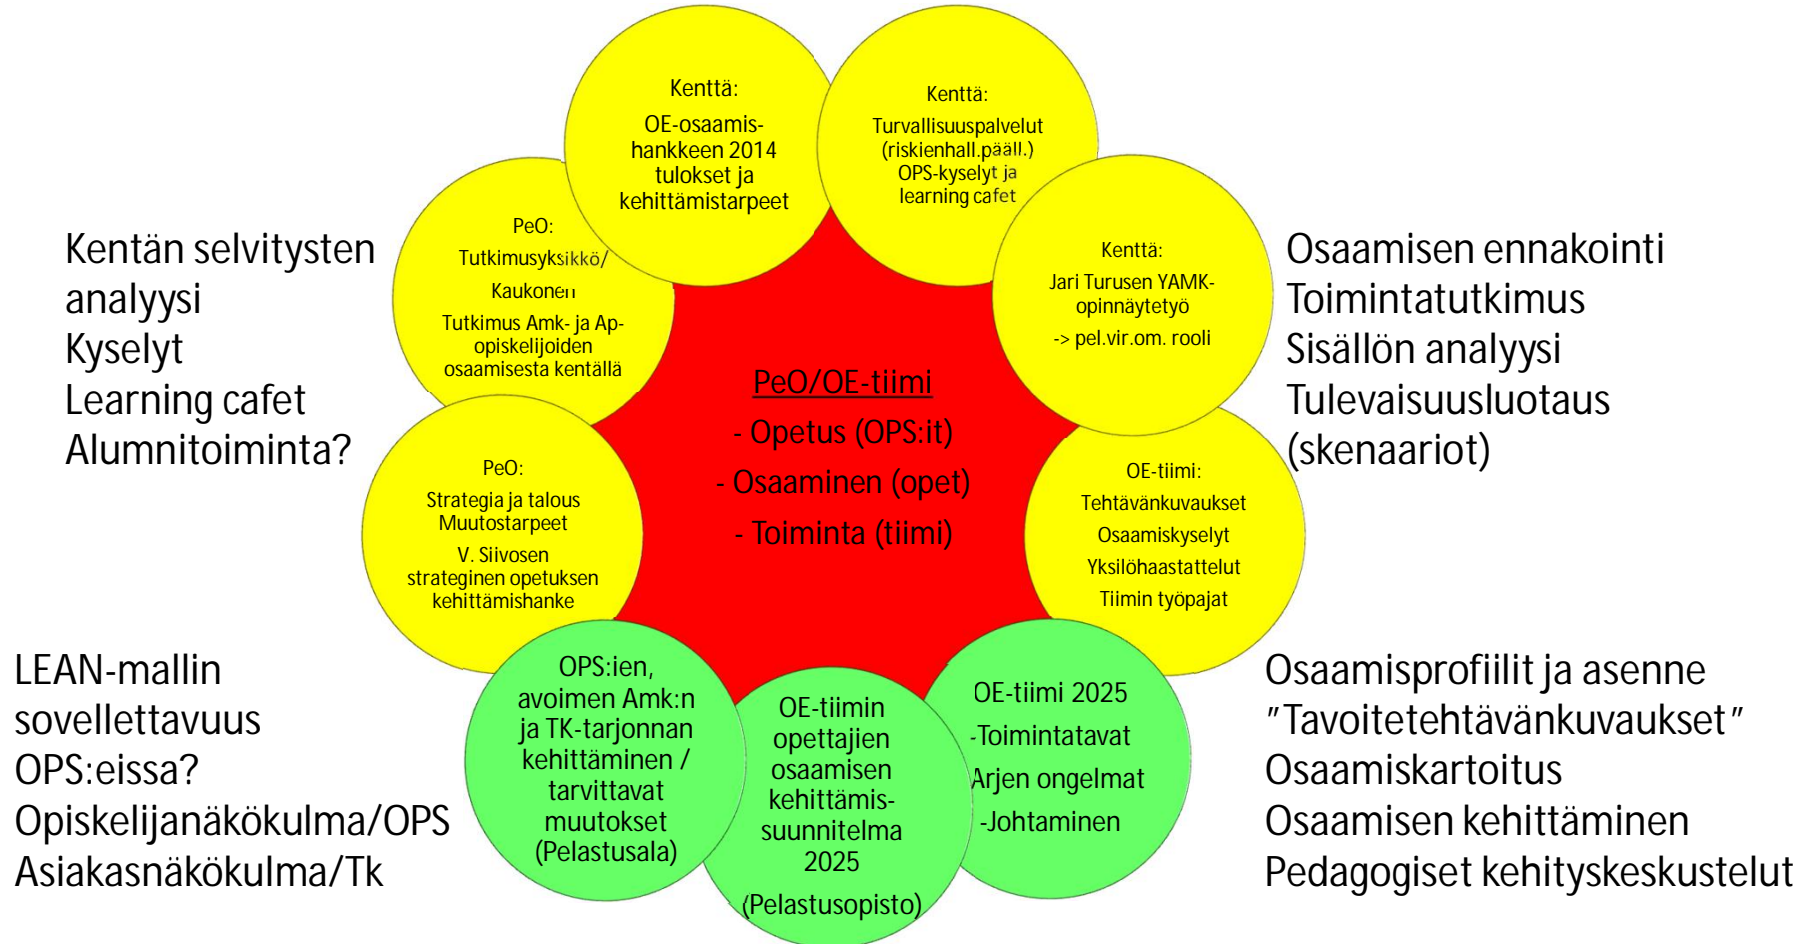 Kenttä:
OE-osaamis-
hankkeen 2014
tulokset ja
kehittämistarpeet
Kenttä:
Turvallisuuspalvelut
(riskienhall.pääll.)
OPS-kyselyt ja
learning cafet
PeO:
Tutkimusyksikkö/
Kaukonen
Tutkimus Amk- ja Ap-
opiskelijoiden
osaamisesta kentällä
Kenttä:
Jari Turusen YAMK-
opinnäytetyö
-> pel.vir.om. rooli
Kentän selvitysten
analyysi
Kyselyt
Learning cafet
Alumnitoiminta?
Osaamisen ennakointi
Toimintatutkimus
Sisällön analyysi
Tulevaisuusluotaus
(skenaariot)
PeO/OE-tiimi
- Opetus (OPS:it)
- Osaaminen (opet)
- Toiminta (tiimi)
PeO:
Strategia ja talous
Muutostarpeet
V. Siivosen
strateginen opetuksen
kehittämishanke
OE-tiimi:
Tehtävänkuvaukset
Osaamiskyselyt
Yksilöhaastattelut
Tiimin työpajat
LEAN-mallin
sovellettavuus
OPS:eissa?
Opiskelijanäkökulma/OPS
Asiakasnäkökulma/Tk
OPS:ien,
avoimen Amk:n
ja TK-tarjonnan
kehittäminen /
tarvittavat
muutokset
(Pelastusala)
OE-tiimin
opettajien
osaamisen
kehittämis-
suunnitelma
2025
(Pelastusopisto)
OE-tiimi 2025
-Toimintatavat
Arjen ongelmat
-Johtaminen
Osaamisprofiilit ja asenne
"Tavoitetehtävänkuvaukset"
Osaamiskartoitus
Osaamisen kehittäminen
Pedagogiset kehityskeskustelut